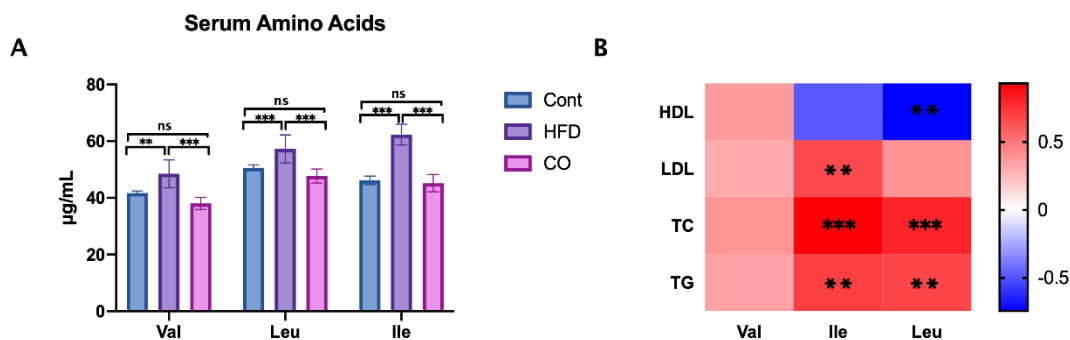 Serum Amino Acids
A
80
60
40
20
0
µg/mL
ns
** ***
ns
*** ***
ns
*** ***
Val Leu Ile
Cont
HFD
CO
B
HDL
LDL
TC
TG
**
**
*** ***
** **
Val Ile Leu
0.5
0
-0.5